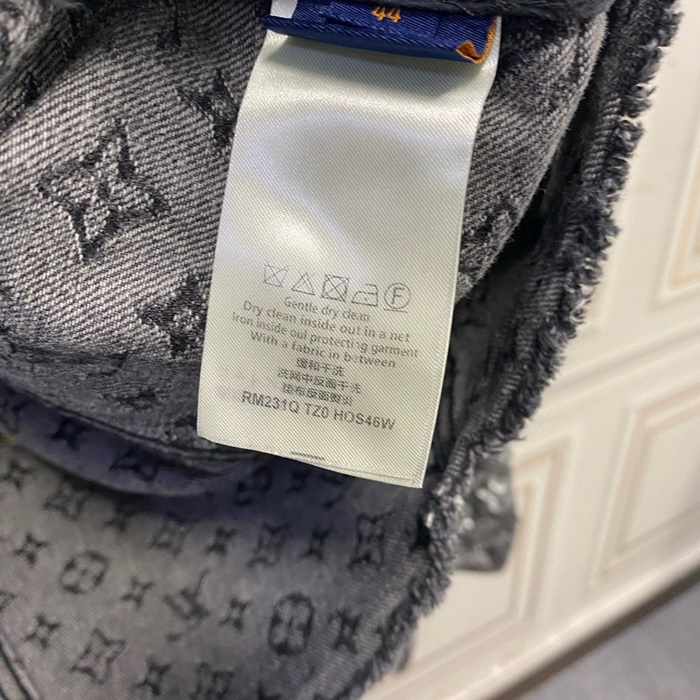 44
F
Gentle dry clean
Dry clean inside out in a net
Iron inside out protecting garment
With a fabric in between
缓和干洗
洗网中反面干洗
垫布反面熨烫
RM231Q TZ0 HOS46W